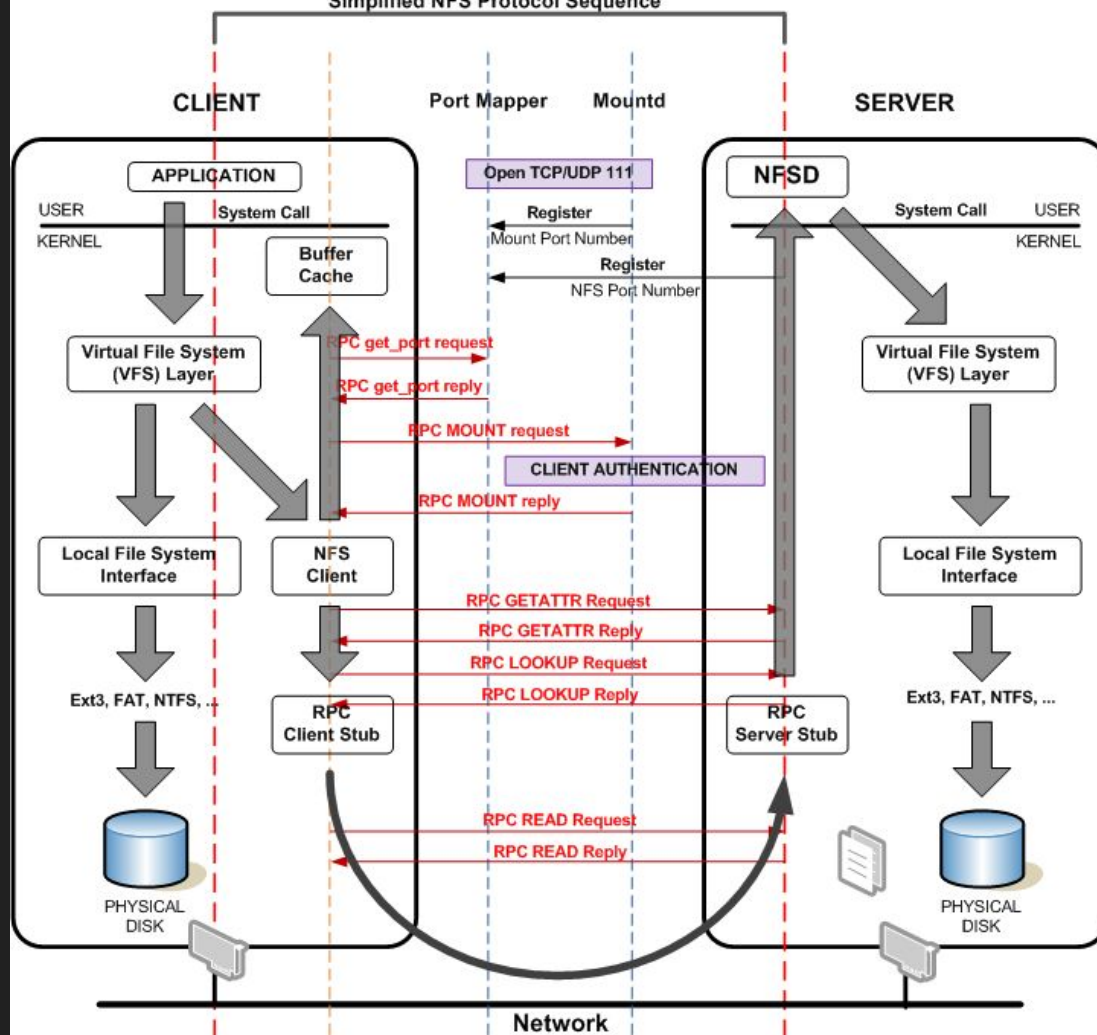 Simplified NFS Protocol Sequence
CLIENT
Port Mapper
Mountd
SERVER
APPLICATION
Open TCP/UDP 111
NFSD
USER
System Call
KERNEL
Register
Mount Port Number
System Call
USER
KERNEL
Buffer
Cache
Register
NFS Port Number
RPC get_port request
Virtual File System
(VFS) Layer
Virtual File System
(VFS) Layer
RPC get_port reply
RPC MOUNT request
CLIENT AUTHENTICATION
RPC MOUNT reply
Local File System
Interface
NFS
Client
Local File System
Interface
RPC GETATTR Request
RPC GETATTR Reply
RPC LOOKUP Request
RPC LOOKUP Reply
Ext3, FAT, NTFS, ...
RPC
Client Stub
RPC
Server Stub
Ext3, FAT, NTFS, ...
RPC READ Request
RPC READ Reply
PHYSICAL
DISK
PHYSICAL
DISK
Network